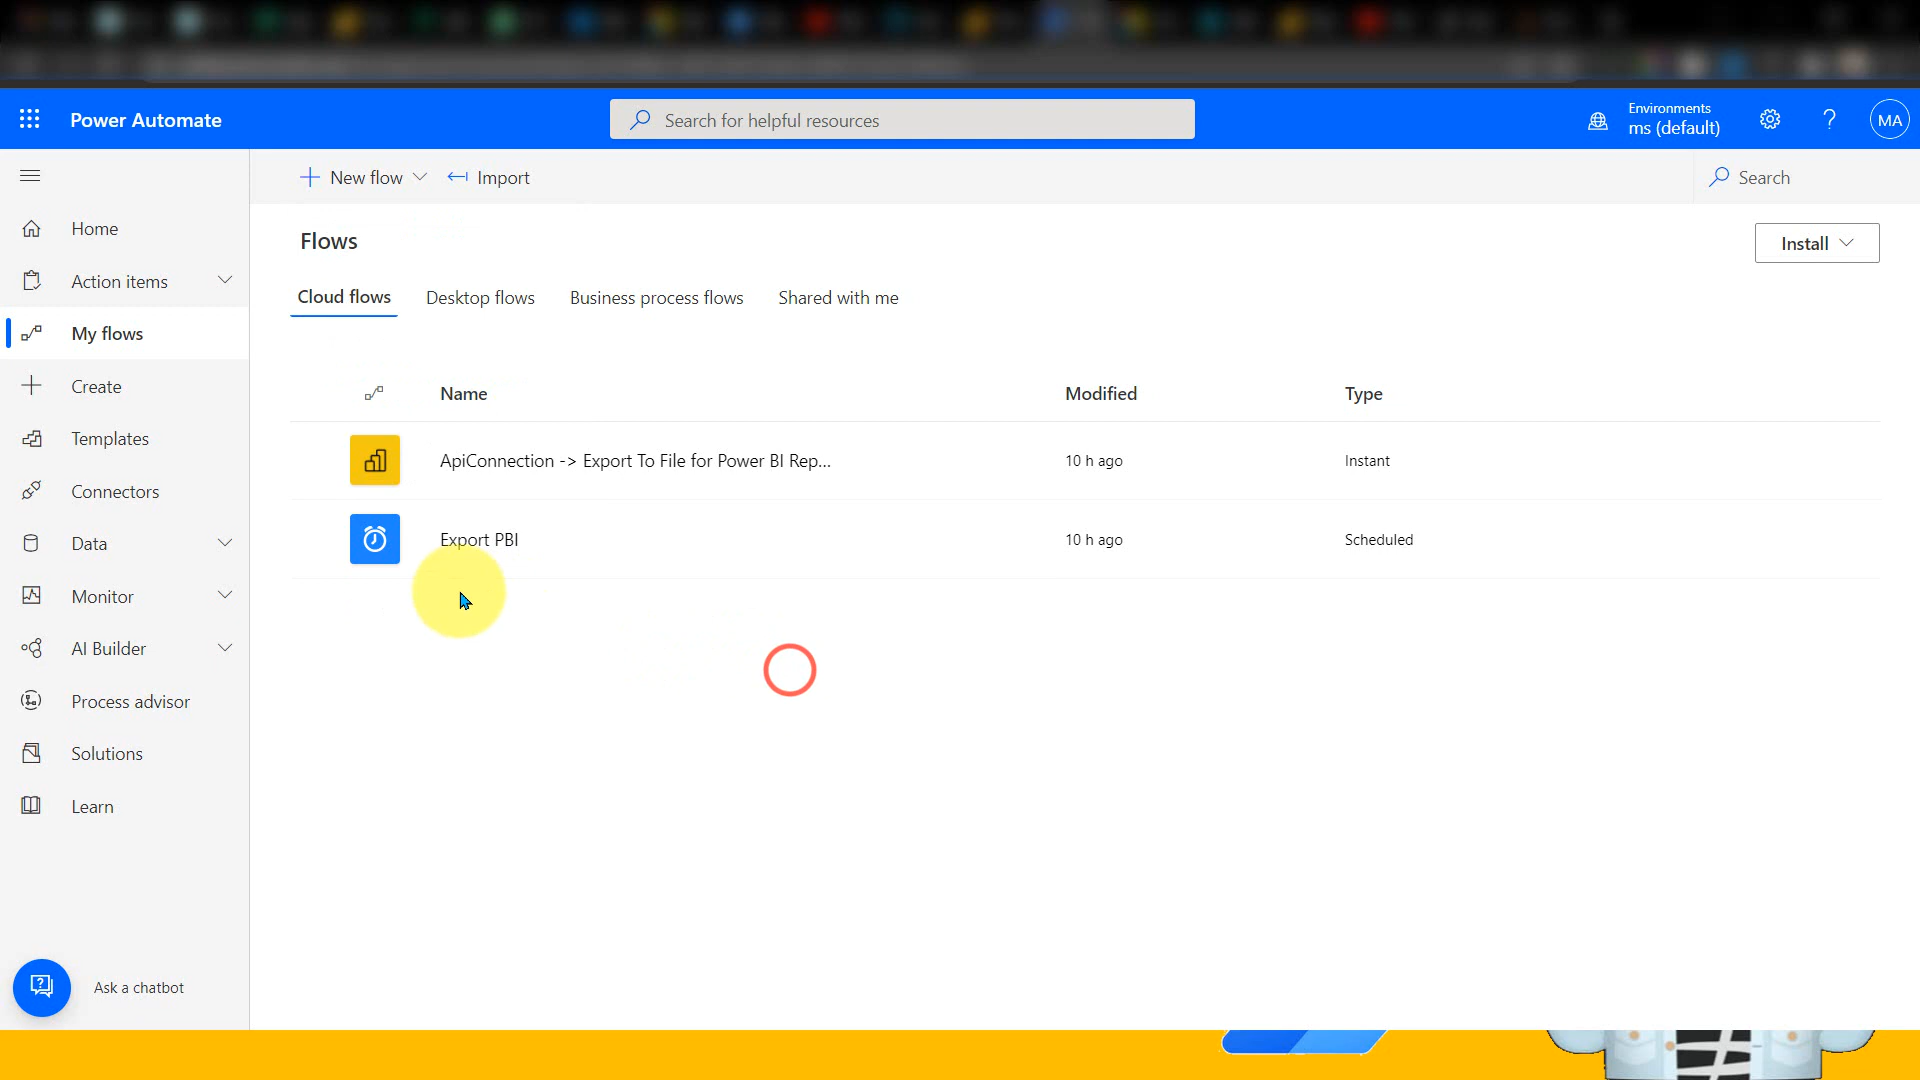 Power Automate
Search for helpful resources
Environments
ms (default)
?
MA
New flow
Import
Search
Home
Action items
My flows
Create
Templates
Connectors
Data
Monitor
AI Builder
Process advisor
Solutions
Learn
Ask a chatbot
Flows
Install
Cloud flows
Desktop flows
Business process flows
Shared with me
Name
Modified
Type
ApiConnection -> Export To File for Power BI Rep...
10 h ago
Instant
Export PBI
10 h ago
Scheduled